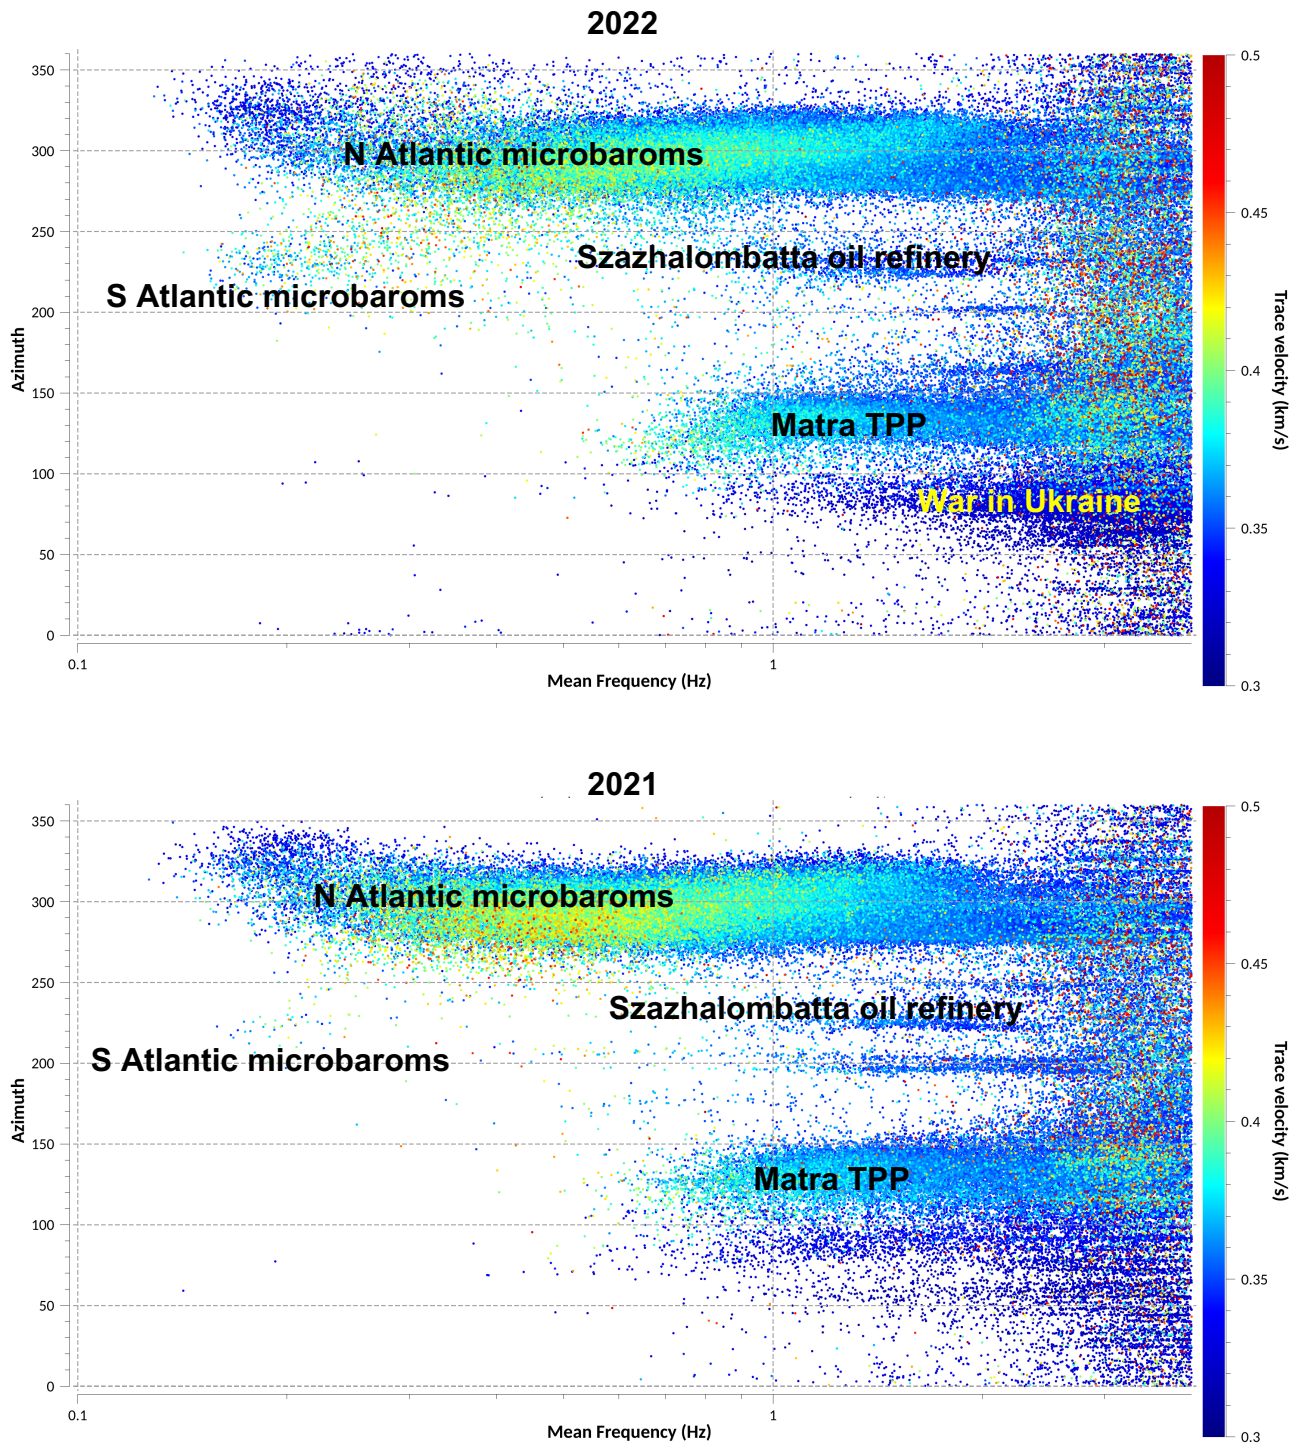 2022
350
300
250
200
150
100
50
0
Azimuth
N Atlantic microbaroms
Szazhalombatta oil refinery
S Atlantic microbaroms
Matra TPP
War in Ukraine
0.1
1
Mean Frequency (Hz)
0.5
0.45
0.4
0.35
0.3
Trace velocity (km/s)
2021
350
300
250
200
150
100
50
0
Azimuth
N Atlantic microbaroms
Szazhalombatta oil refinery
S Atlantic microbaroms
Matra TPP
0.1
1
Mean Frequency (Hz)
0.5
0.45
0.4
0.35
0.3
Trace velocity (km/s)